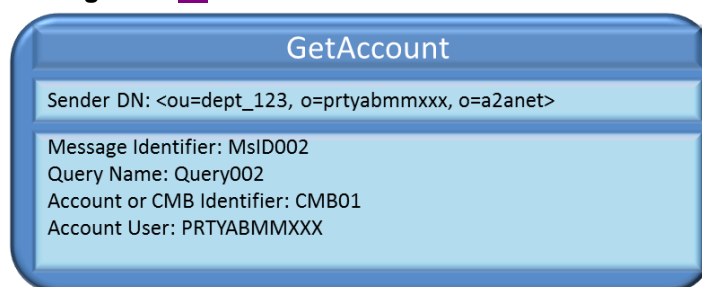 GetAccount
Sender DN: <ou=dept_123, o=prtyabmmxxx, o=a2anet>
Message Identifier: MsID002
Query Name: Query002
Account or CMB Identifier: CMB01
Account User: PRTYABMMXXX